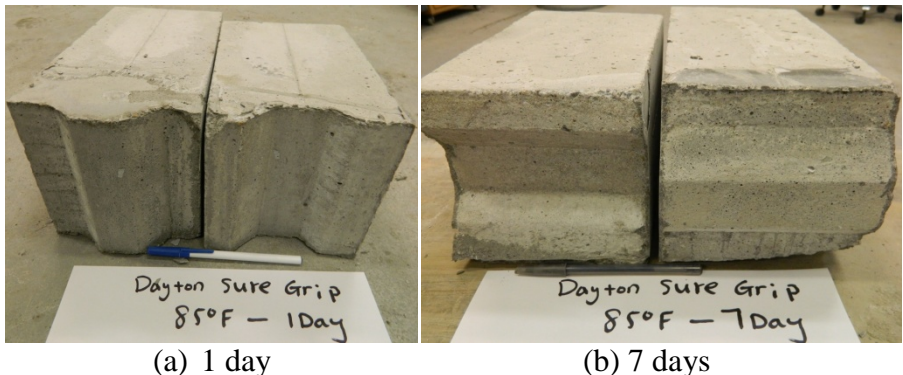 Dayton Sure Grip
85°F - 1Day
Dayton Sure Grip
85°F - 7Day
(a) 1 day
(b) 7 days